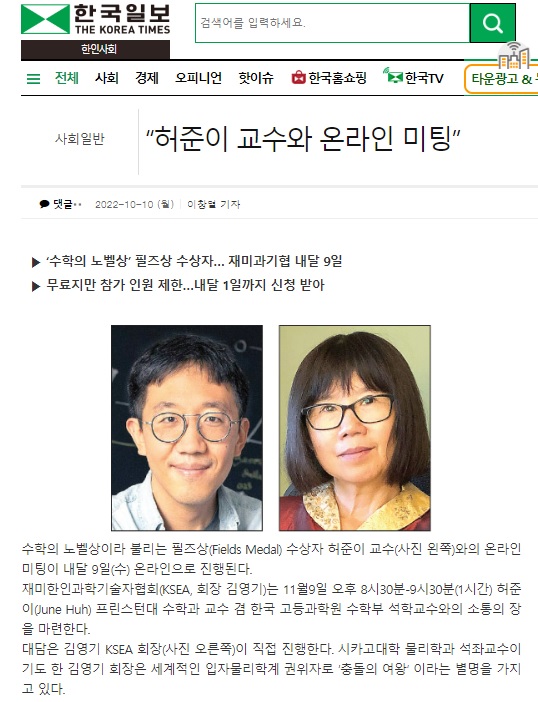 한국일보
THE KOREA TIMES
한인사회
검색어를 입력하세요.
전체 사회 경제 오피니언 핫이슈 한국홈쇼핑 한국TV
타운광고 &
사회일반
“허준이 교수와 온라인 미팅”
댓글 2022-10-10 (월) 이창열 기자
▶ ‘수학의 노벨상’ 필즈상 수상자... 재미과기협 내달 9일
▶ 무료지만 참가 인원 제한...내달 1일까지 신청 받아
수학의 노벨상이라 불리는 필즈상(Fields Medal) 수상자 허준이 교수(사진 왼쪽)와의 온라인
미팅이 내달 9일(수) 온라인으로 진행된다.
재미한인과학기술자협회(KSEA, 회장 김영기)는 11월9일 오후 8시30분-9시30분(1시간) 허준
이(June Huh) 프린스턴대 수학과 교수 겸 한국 고등과학원 수학부 석학교수와의 소통의 장
을 마련한다.
대담은 김영기 KSEA 회장(사진 오른쪽)이 직접 진행한다. 시카고대학 물리학과 석좌교수이
기도 한 김영기 회장은 세계적인 입자물리학계 권위자로 ‘충돌의 여왕’ 이라는 별명을 가지
고 있다.